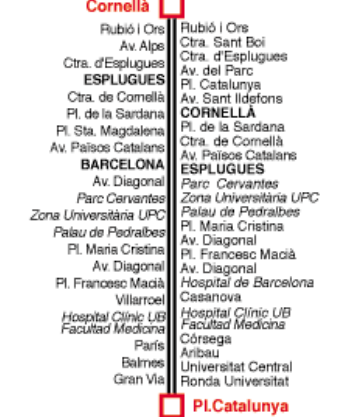 Cornellà
Rubió i Ors
Av. Alps
Ctra. d'Esplugues
ESPLUGUES
Ctra. de Cornellà
Pl. de la Sardana
Pl. Sta. Magdalena
Av. Països Catalans
BARCELONA
Av. Diagonal
Parc Cervantes
Zona Universitària UPC
Palau de Pedralbes
Pl. Maria Cristina
Av. Diagonal
Pl. Francesc Macià
Villarroel
Hospital Clínic UB
Facultad Medicina
París
Balmes
Gran Via
Rubió i Ors
Ctra. Sant Boi
Ctra. d'Esplugues
Av. del Parc
Pl. Catalunya
Av. Sant Ildefons
CORNELLÀ
Pl. de la Sardana
Ctra. de Cornellà
Av. Països Catalans
ESPLUGUES
Parc Cervantes
Zona Universitària UPC
Palau de Pedralbes
Pl. Maria Cristina
Av. Diagonal
Pl. Francesc Macià
Av. Diagonal
Hospital de Barcelona
Casanova
Hospital Clínic UB
Facultad Medicina
Córsega
Aribau
Universitat Central
Ronda Universitat
Pl.Catalunya